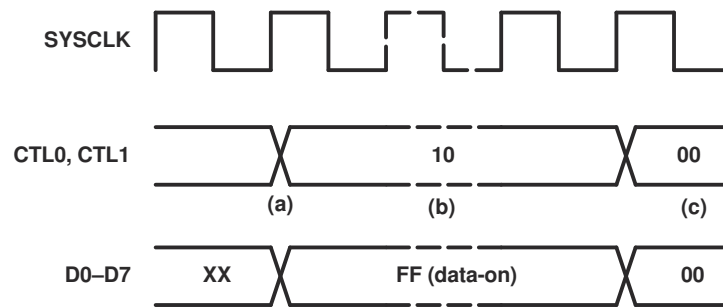 SYSCLK
CTL0, CTL1 10 00
(a) (b) (c)
D0–D7 XX FF (data-on) 00